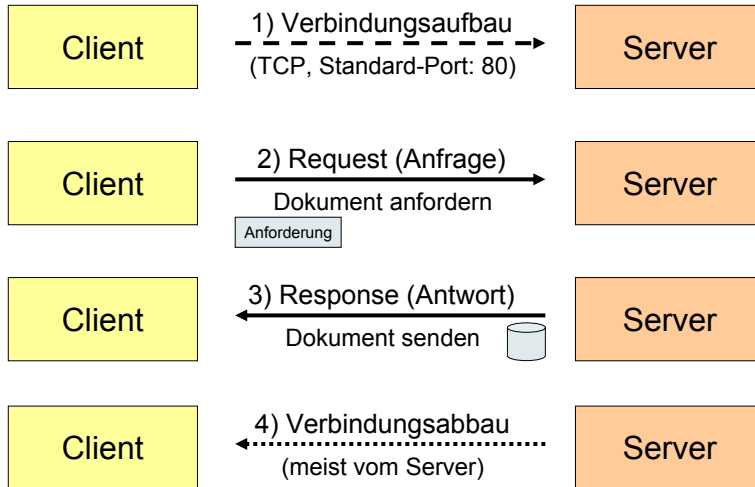 Client
1) Verbindungsaufbau
(TCP, Standard-Port: 80)
Server
Client
2) Request (Anfrage)
Dokument anfordern
Anforderung
Server
Client
3) Response (Antwort)
Dokument senden
Server
Client
4) Verbindungsabbau
(meist vom Server)
Server